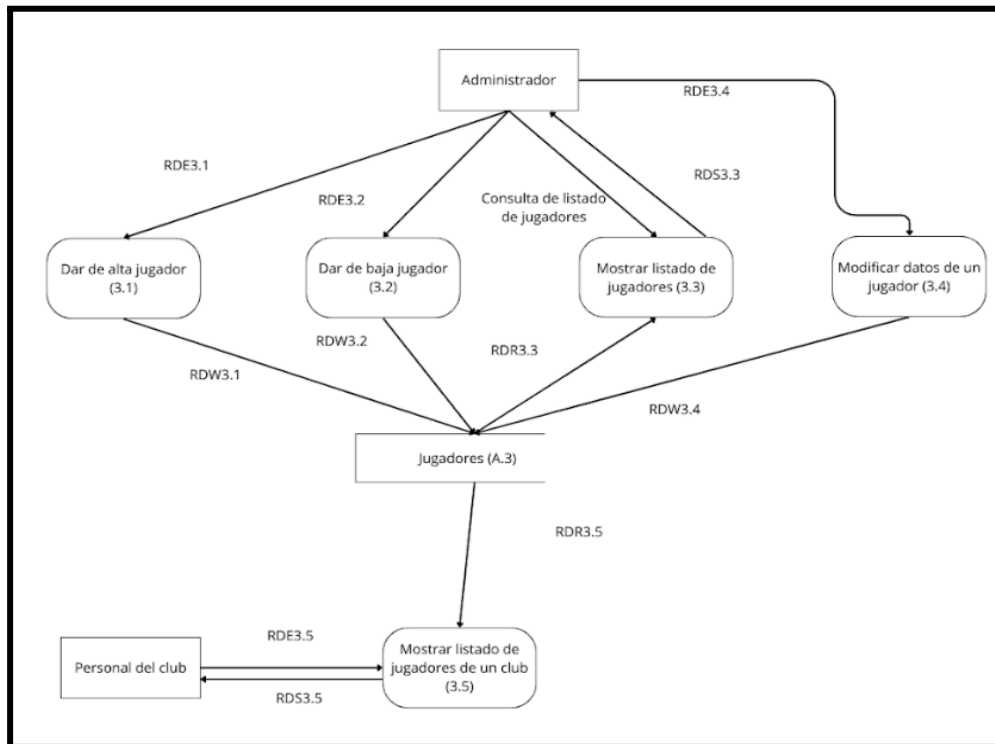 Administrador
RDE3.4
RDE3.1
RDS3.3
RDE3.2
Consulta de listado
de jugadores
Dar de alta jugador
(3.1)
Dar de baja jugador
(3.2)
Mostrar listado de
jugadores (3.3)
Modificar datos de un
jugador (3.4)
RDW3.2
RDR3.3
RDW3.1
RDW3.4
Jugadores (A.3)
RDR3.5
RDE3.5
Personal del club
Mostrar listado de
jugadores de un club
(3.5)
RDS3.5